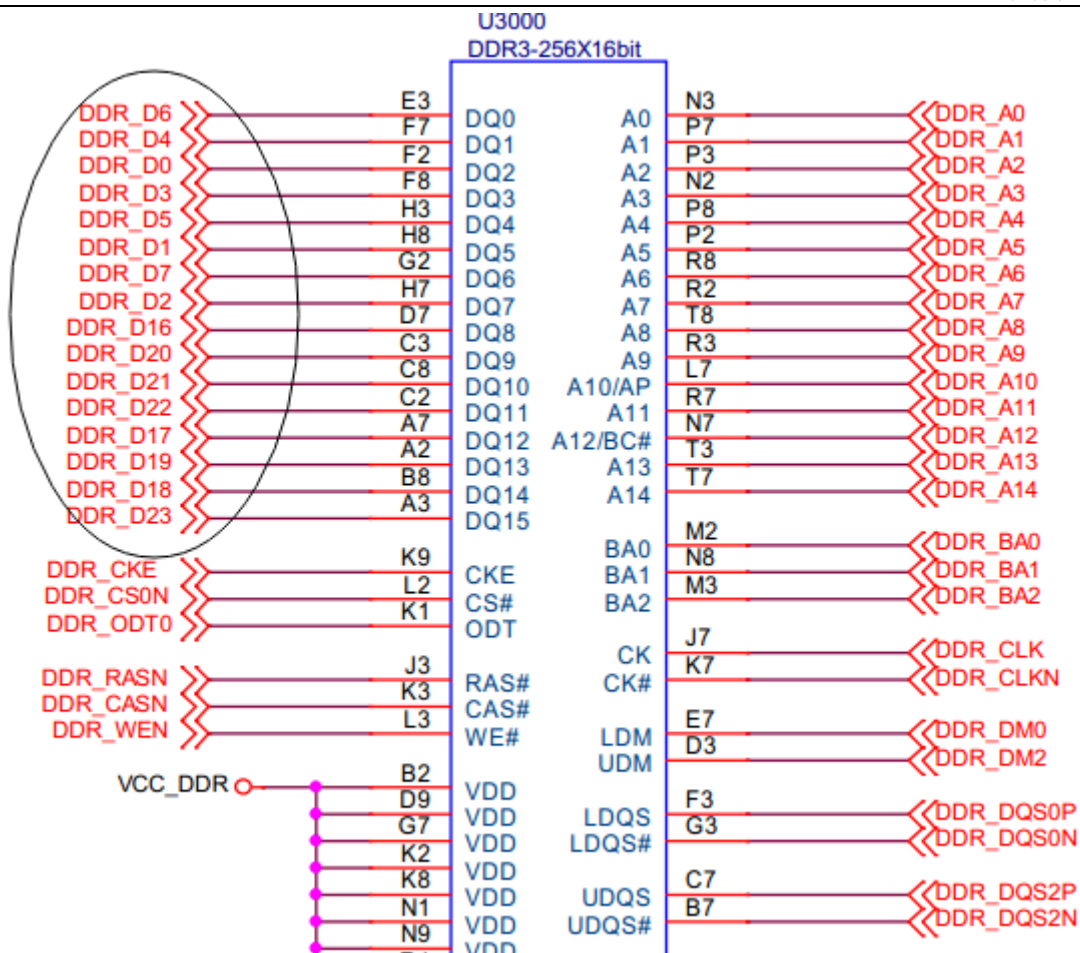 U3000
DDR3-256X16bit
DDR_D6 E3 DQ0 A0 N3 DDR_A0
DDR_D4 F7 DQ1 A1 P7 DDR_A1
DDR_D0 F2 DQ2 A2 P3 DDR_A2
DDR_D3 F8 DQ3 A3 N2 DDR_A3
DDR_D5 H3 DQ4 A4 P8 DDR_A4
DDR_D1 H8 DQ5 A5 P2 DDR_A5
DDR_D7 G2 DQ6 A6 R8 DDR_A6
DDR_D2 H7 DQ7 A7 R2 DDR_A7
DDR_D16 D7 DQ8 A8 T8 DDR_A8
DDR_D20 C3 DQ9 A9 R3 DDR_A9
DDR_D21 C8 DQ10 A10/AP L7 DDR_A10
DDR_D22 C2 DQ11 A11 R7 DDR_A11
DDR_D17 A7 DQ12 A12/BC# N7 DDR_A12
DDR_D19 A2 DQ13 A13 T3 DDR_A13
DDR_D18 B8 DQ14 A14 T7 DDR_A14
DDR_D23 A3 DQ15
BA0 M2 DDR_BA0
DDR_CKE K9 CKE BA1 N8 DDR_BA1
DDR_CS0N L2 CS# BA2 M3 DDR_BA2
DDR_ODT0 K1 ODT
CK J7 DDR_CLK
DDR_RASN J3 RAS# CK# K7 DDR_CLKN
DDR_CASN K3 CAS#
DDR_WEN L3 WE# LDM E7 DDR_DM0
UDM D3 DDR_DM2
VCC_DDR B2 VDD
D9 VDD LDQS F3 DDR_DQS0P
G7 VDD LDQS# G3 DDR_DQS0N
K2 VDD
K8 VDD UDQS C7 DDR_DQS2P
N1 VDD UDQS# B7 DDR_DQS2N
N9 VDD